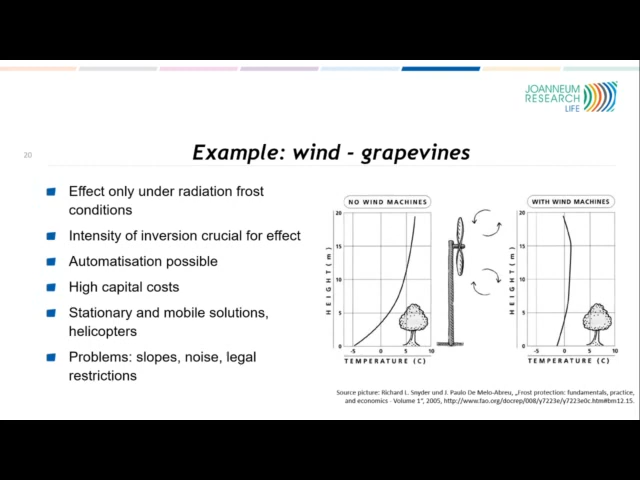 JOANNEUM
RESEARCH
LIFE
20
Example: wind - grapevines
Effect only under radiation frost
conditions
Intensity of inversion crucial for effect
Automatisation possible
High capital costs
Stationary and mobile solutions,
helicopters
Problems: slopes, noise, legal
restrictions
NO WIND MACHINES
20
15
10
5
0
HEIGHT (m)
-5 0 5 10
TEMPERATURE (C)
WITH WIND MACHINES
20
15
10
5
0
HEIGHT (m)
-5 0 5 10
TEMPERATURE (C)
Source picture: Richard L. Snyder und J. Paulo De Melo-Abreu, „Frost protection: fundamentals, practice,
and economics - Volume 1“, 2005, http://www.fao.org/docrep/008/y7223e/y7223e0c.htm#bm12.15.